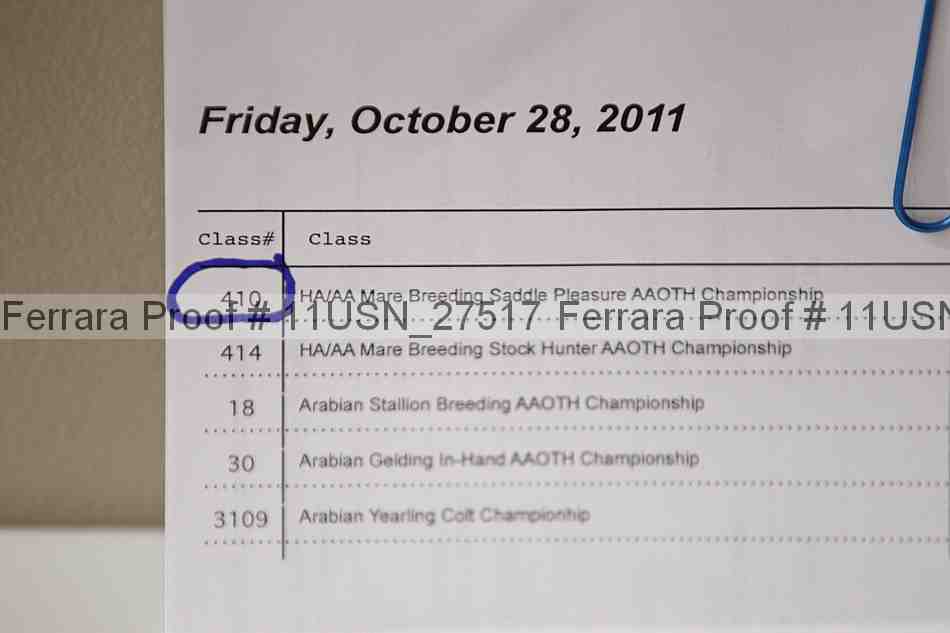 Friday, October 28, 2011
Class# Class
410 HA/AA Mare Breeding Saddle Pleasure AAOTH Championship
Ferrara Proof # 11USN_27517 Ferrara Proof # 11USN
414 HA/AA Mare Breeding Stock Hunter AAOTH Championship
18 Arabian Stallion Breeding AAOTH Championship
30 Arabian Gelding In-Hand AAOTH Championship
3109 Arabian Yearling Colt Championhip